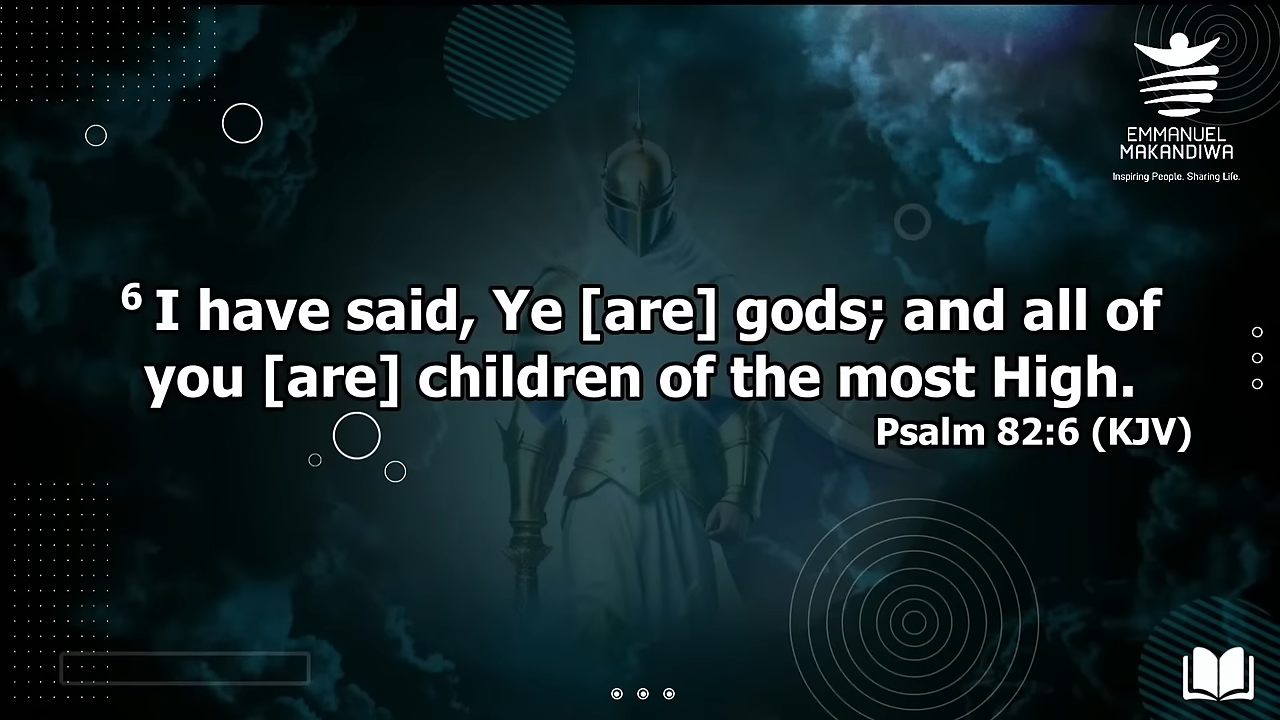 EMMANUEL
MAKANDIWA
Inspiring People. Sharing Life.
6 I have said, Ye [are] gods; and all of
you [are] children of the most High.
Psalm 82:6 (KJV)